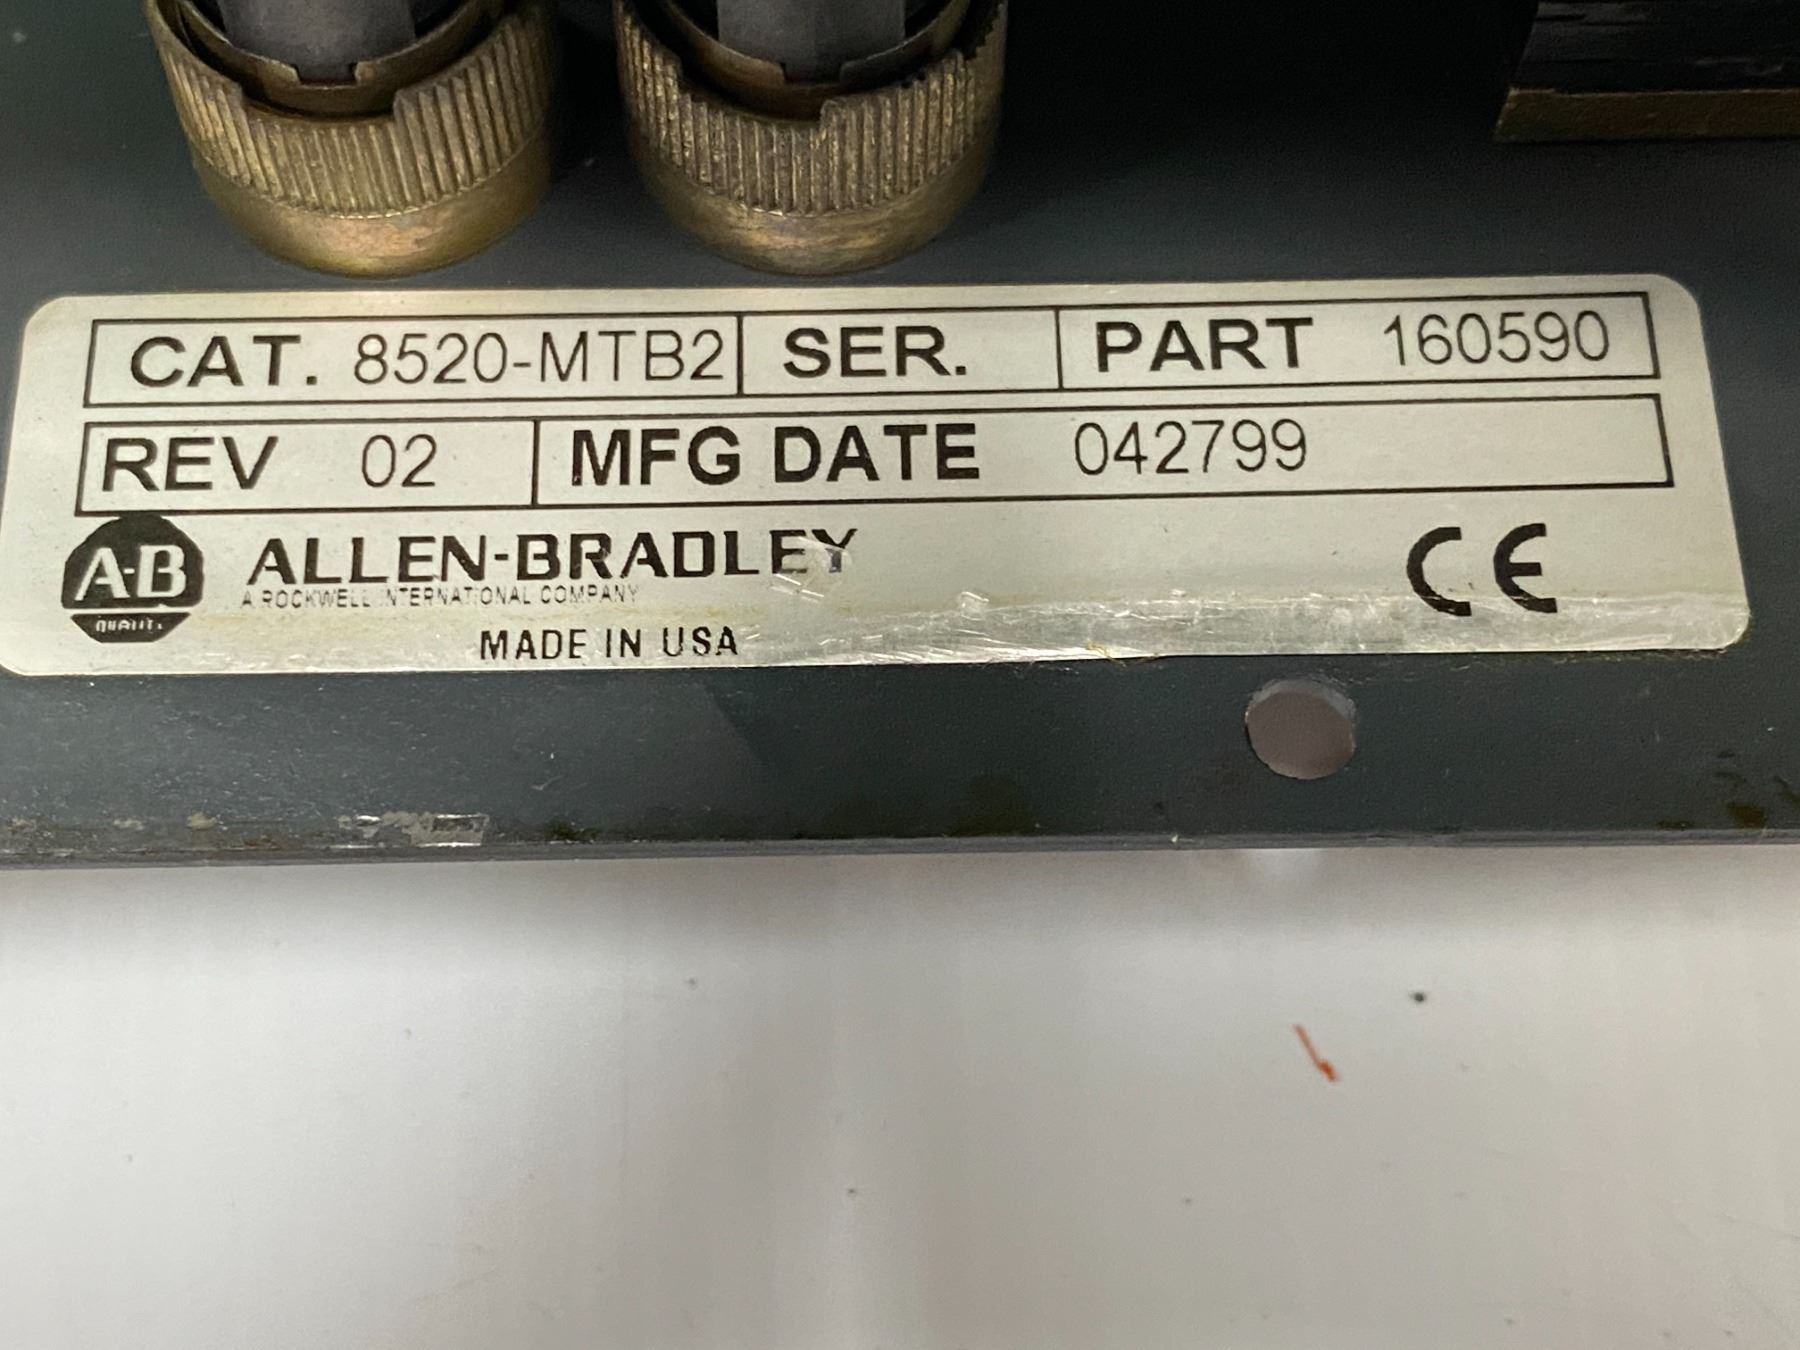 CAT. 8520-MTB2 SER. PART 160590
REV 02 MFG DATE 042799
A-B ALLEN-BRADLEY
A ROCKWELL INTERNATIONAL COMPANY
QUALITY
MADE IN USA
CE